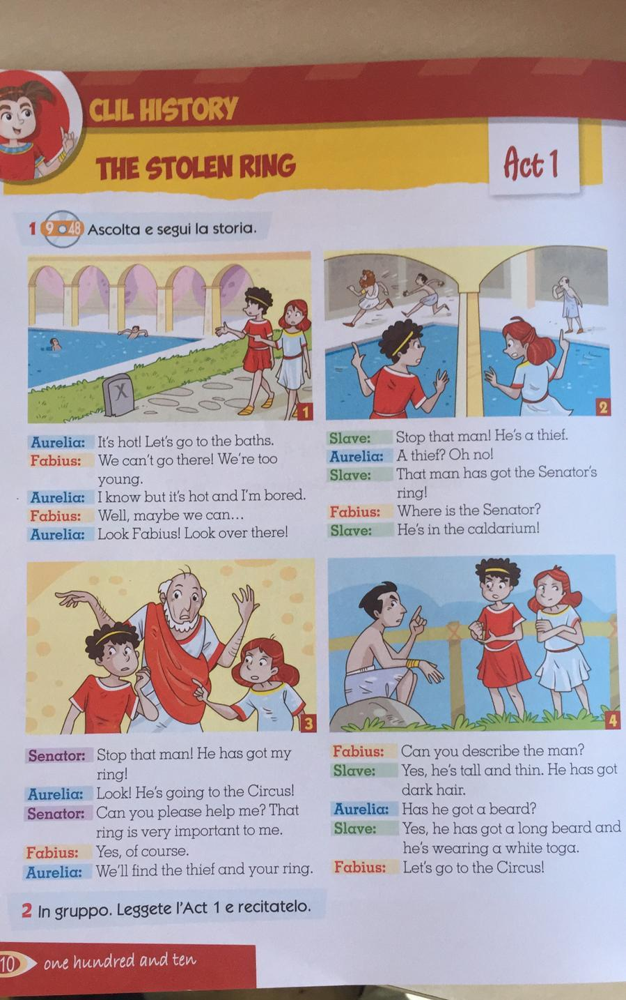 CLIL HISTORY
THE STOLEN RING
Act 1
1 9 48 Ascolta e segui la storia.
X
1
Aurelia: It's hot! Let's go to the baths.
Fabius: We can't go there! We're too
young.
Aurelia: I know but it's hot and I'm bored.
Fabius: Well, maybe we can...
Aurelia: Look Fabius! Look over there!
2
Slave: Stop that man! He's a thief.
Aurelia: A thief? Oh no!
Slave: That man has got the Senator's
ring!
Fabius: Where is the Senator?
Slave: He's in the caldarium!
3
Senator: Stop that man! He has got my
ring!
Aurelia: Look! He's going to the Circus!
Senator: Can you please help me? That
ring is very important to me.
Fabius: Yes, of course.
Aurelia: We'll find the thief and your ring.
4
Fabius: Can you describe the man?
Slave: Yes, he's tall and thin. He has got
dark hair.
Aurelia: Has he got a beard?
Slave: Yes, he has got a long beard and
he's wearing a white toga.
Fabius: Let's go to the Circus!
2 In gruppo. Leggete l'Act 1 e recitatelo.
10 one hundred and ten